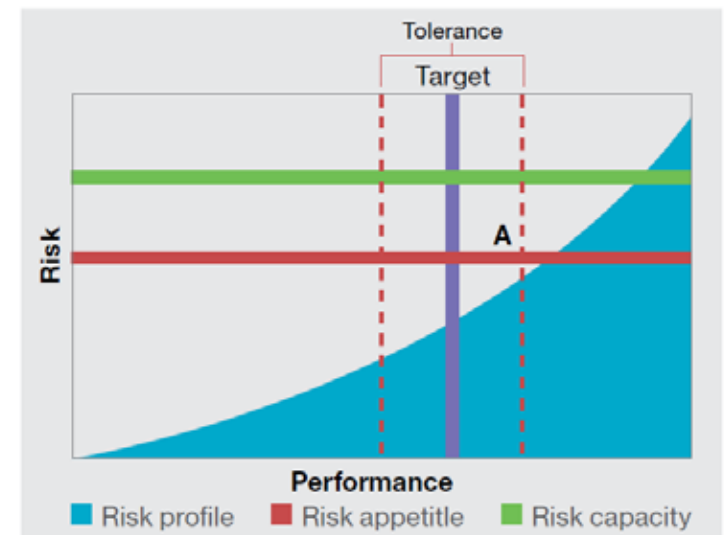 Tolerance
Target
A
Risk
Performance
Risk profile
Risk appetitle
Risk capacity